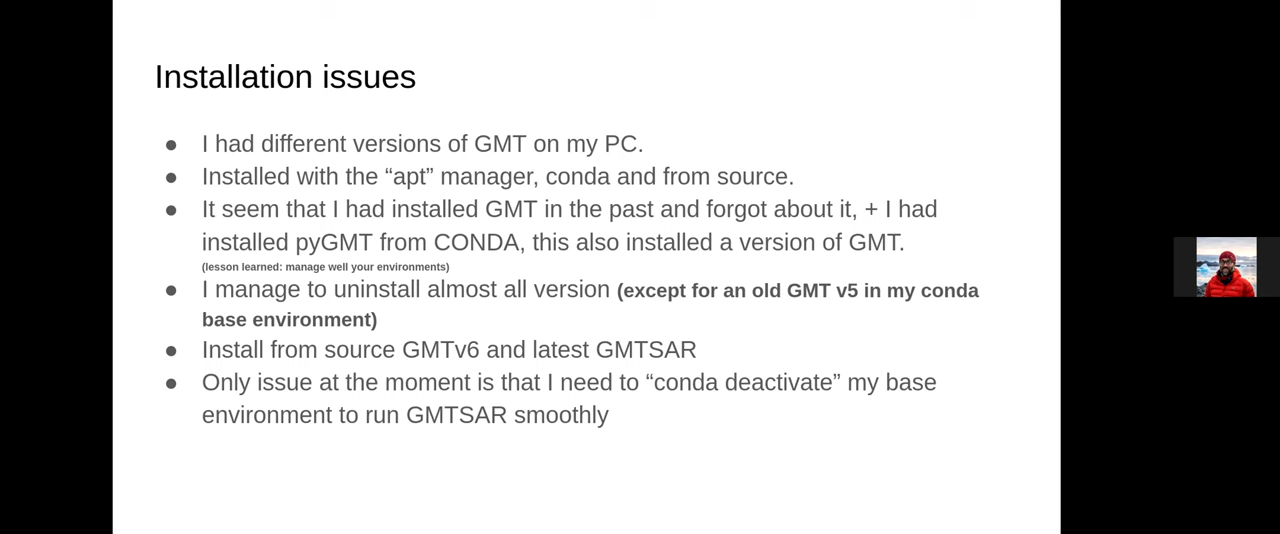 Installation issues
● I had different versions of GMT on my PC.
● Installed with the “apt” manager, conda and from source.
● It seem that I had installed GMT in the past and forgot about it, + I had
installed pyGMT from CONDA, this also installed a version of GMT.
(lesson learned: manage well your environments)
● I manage to uninstall almost all version (except for an old GMT v5 in my conda
base environment)
● Install from source GMTv6 and latest GMTSAR
● Only issue at the moment is that I need to “conda deactivate” my base
environment to run GMTSAR smoothly